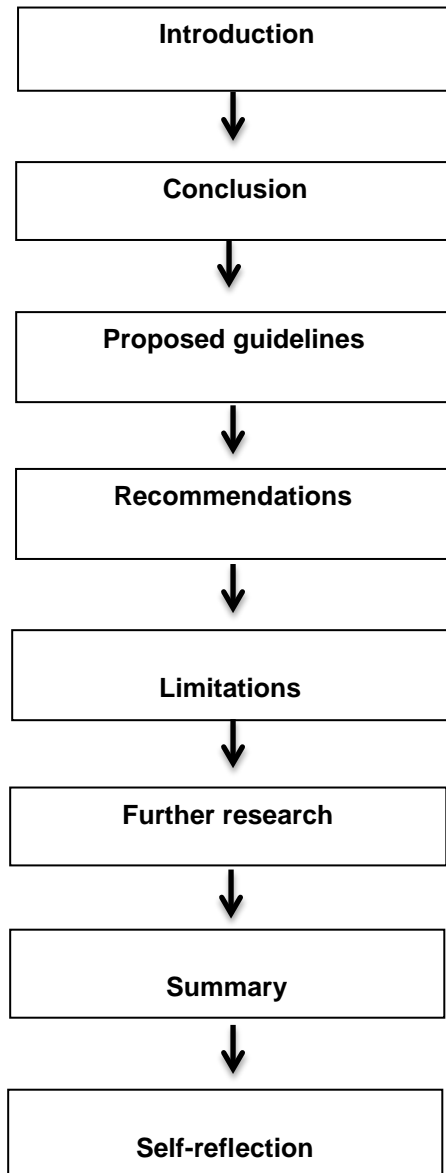 Introduction
Conclusion
Proposed guidelines
Recommendations
Limitations
Further research
Summary
Self-reflection